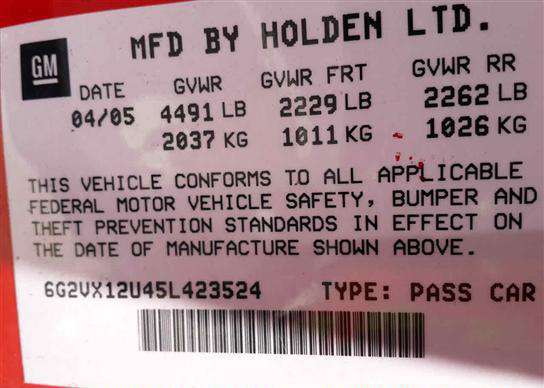 GM
MFD BY HOLDEN LTD.
DATE GVWR GVWR FRT GVWR RR
04/05 4491 LB 2229 LB 2262 LB
2037 KG 1011 KG 1026 KG
THIS VEHICLE CONFORMS TO ALL APPLICABLE
FEDERAL MOTOR VEHICLE SAFETY, BUMPER AND
THEFT PREVENTION STANDARDS IN EFFECT ON
THE DATE OF MANUFACTURE SHOWN ABOVE.
6G2VX12U45L423524 TYPE: PASS CAR